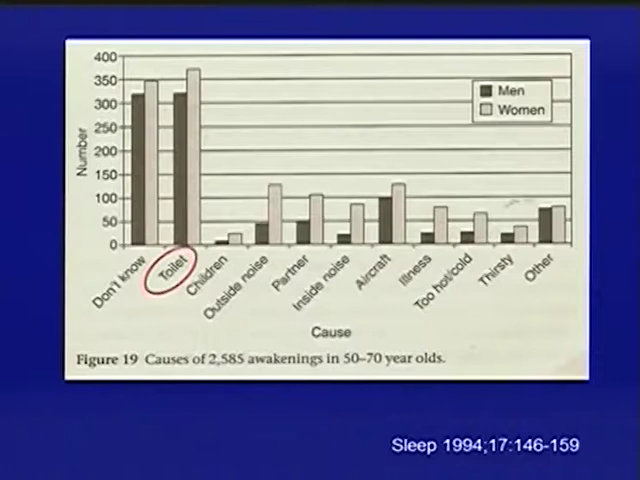 400
350
300
250
200
150
100
50
0
Number
Men
Women
Don't know
Toilet
Children
Outside noise
Partner
Inside noise
Aircraft
Illness
Too hot/cold
Thirsty
Other
Cause
Figure 19 Causes of 2,585 awakenings in 50–70 year olds.
Sleep 1994;17:146-159